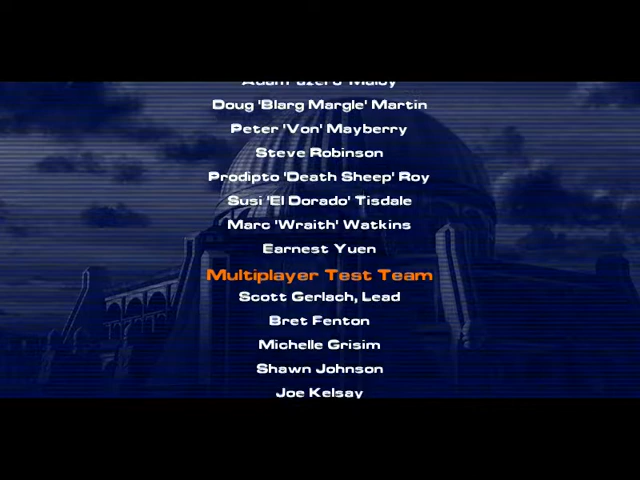 Doug 'Blarg Margle' Martin
Peter 'Von' Mayberry
Steve Robinson
Prodipto 'Death Sheep' Roy
Susi 'El Dorado' Tisdale
Marc 'Wraith' Watkins
Earnest Yuen
Multiplayer Test Team
Scott Gerlach, Lead
Bret Fenton
Michelle Grisim
Shawn Johnson
Joe Kelsay